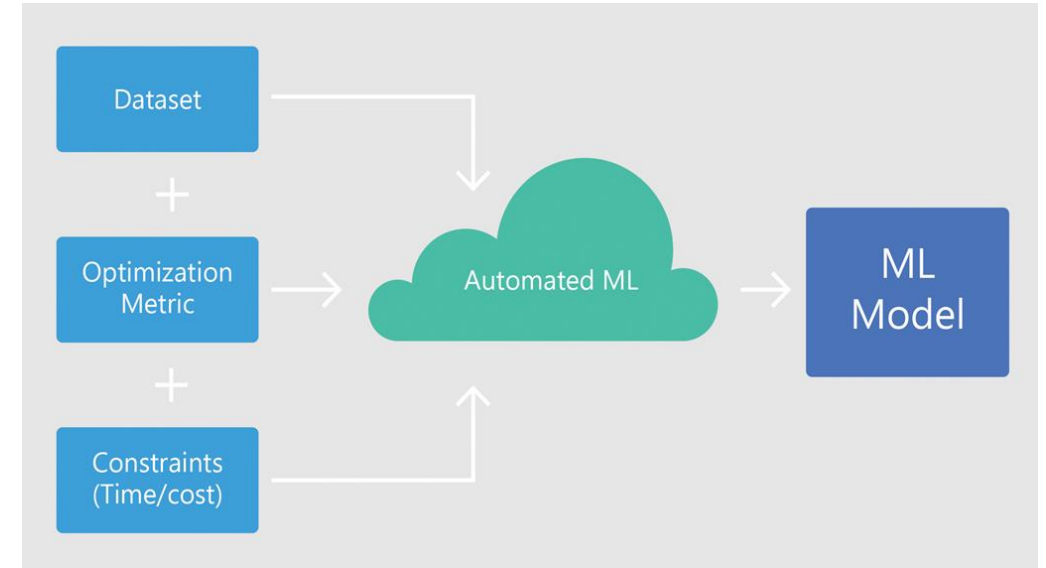 Dataset
+
Optimization
Metric
+
Constraints
(Time/cost)
Automated ML
ML
Model